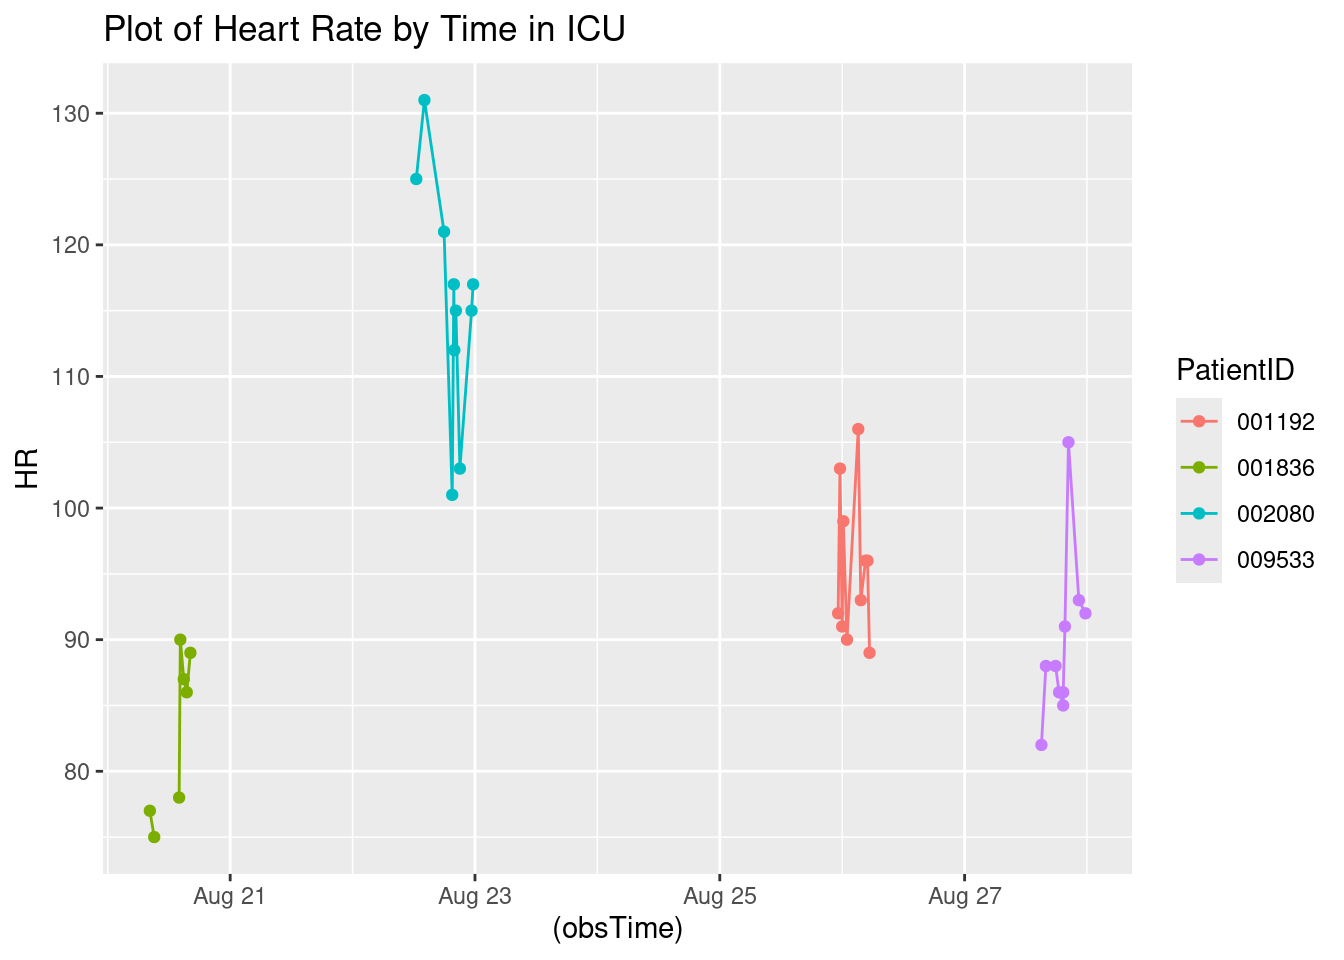 Plot of Heart Rate by Time in ICU
130
120
110
100
90
80
HR
Aug 21 Aug 23 Aug 25 Aug 27
(obsTime)
PatientID
001192
001836
002080
009533